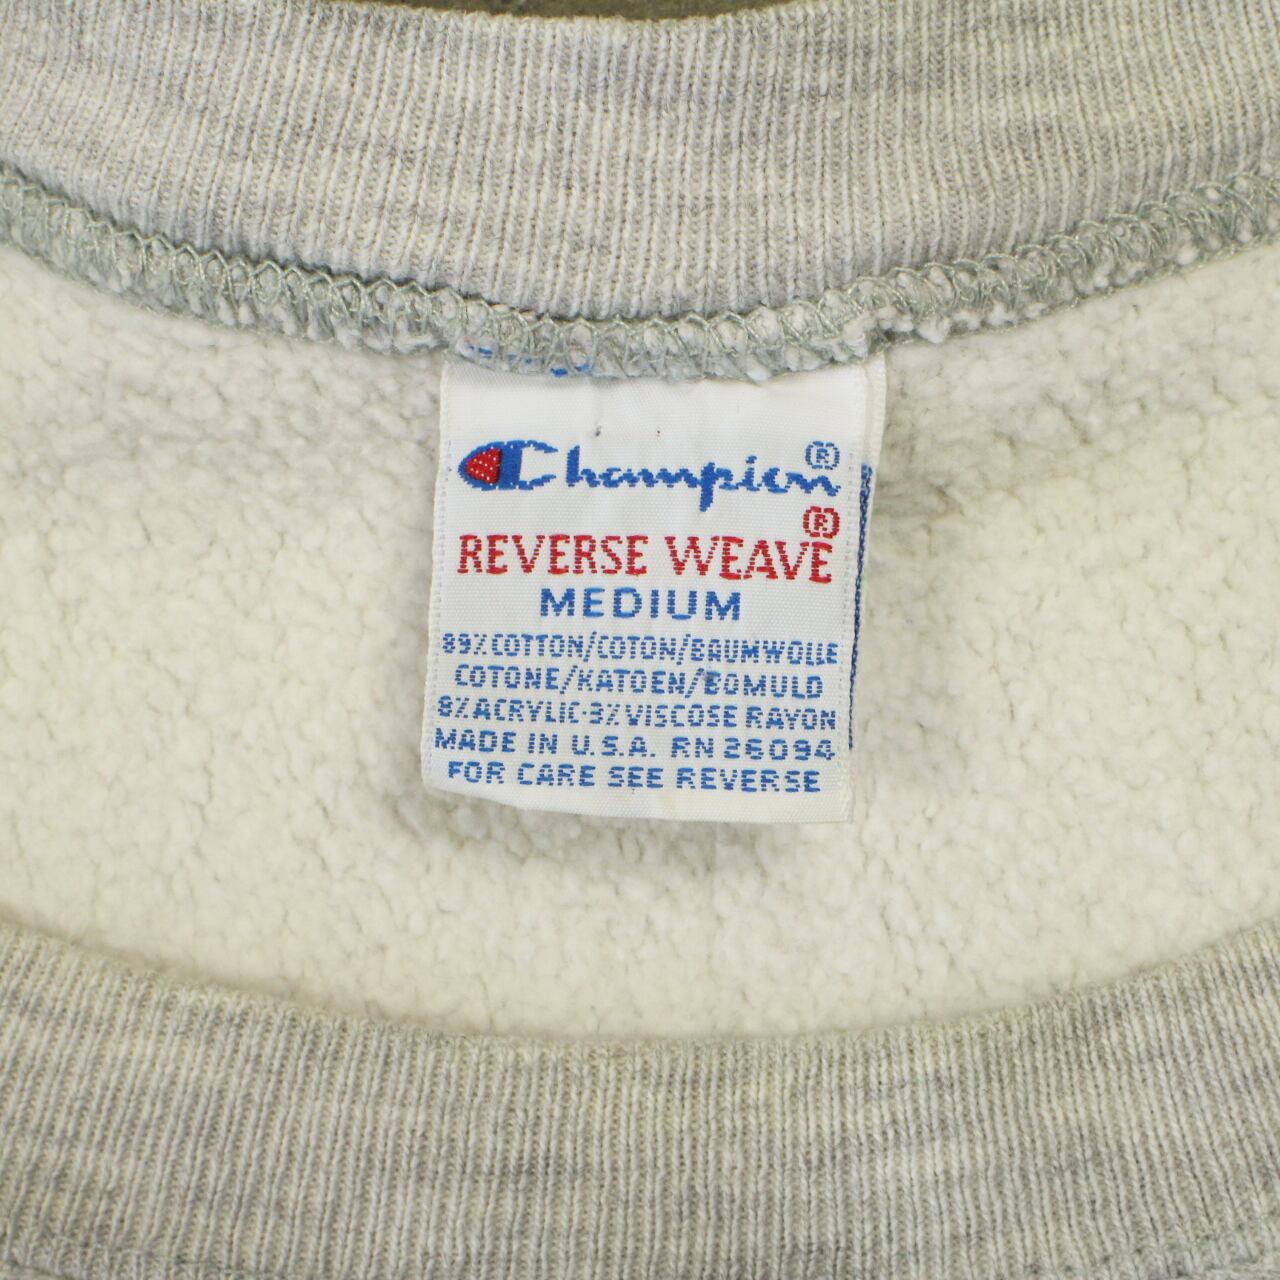 Champion®
REVERSE WEAVE®
MEDIUM
89% COTTON/COTON/BAUMWOLLE
COTONE/KATOEN/BOMULD
8% ACRYLIC·3% VISCOSE RAYON
MADE IN U.S.A. RN 26094
FOR CARE SEE REVERSE